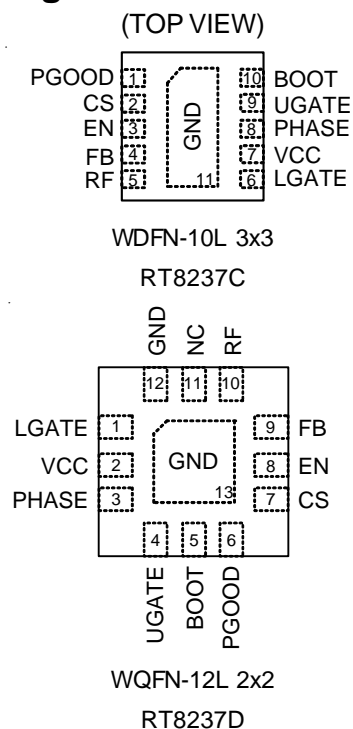 (TOP VIEW)
PGOOD 1 10 BOOT
CS 2 9 UGATE
EN 3 8 PHASE
FB 4 7 VCC
RF 5 6 LGATE
GND
11
WDFN-10L 3x3
RT8237C
GND NC RF
12 11 10
LGATE 1 9 FB
VCC 2 8 EN
PHASE 3 7 CS
GND
13
4 5 6
UGATE BOOT PGOOD
WQFN-12L 2x2
RT8237D